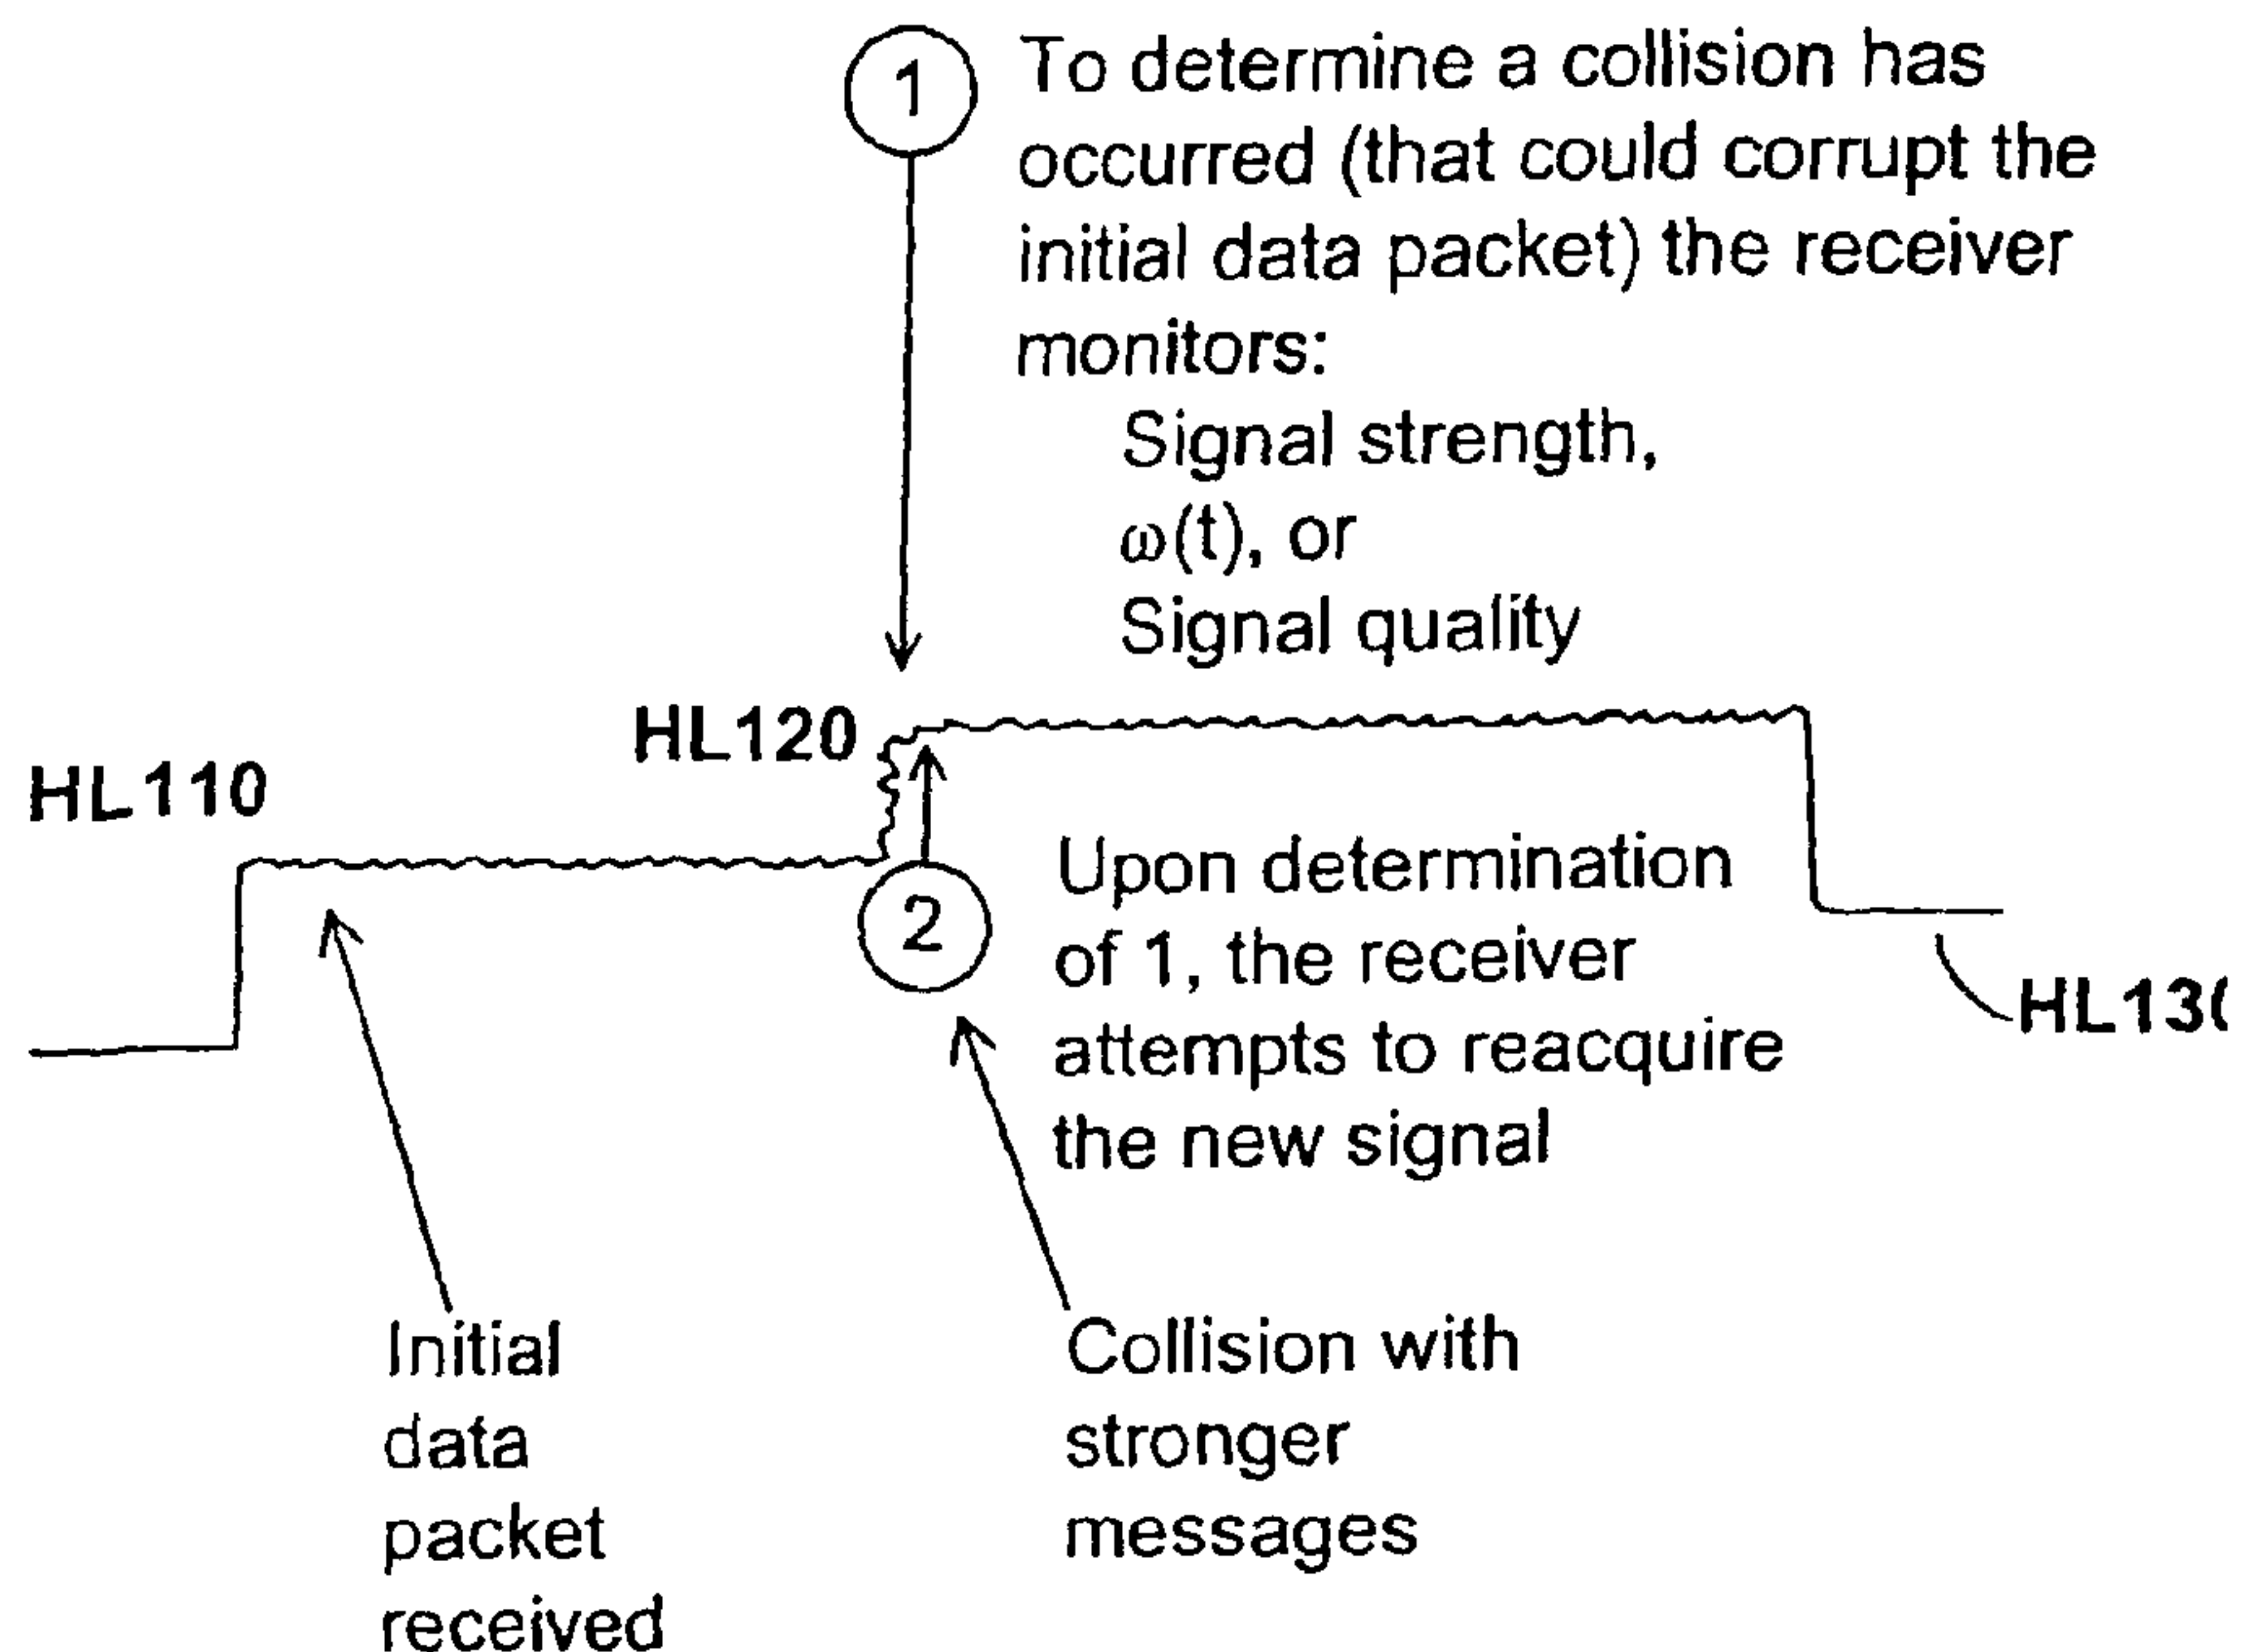 1
To determine a collision has
occurred (that could corrupt the
initial data packet) the receiver
monitors:
Signal strength,
ω(t), or
Signal quality
HL120
HL110
2
Upon determination
of 1, the receiver
attempts to reacquire
the new signal
Initial
data
packet
received
Collision with
stronger
messages